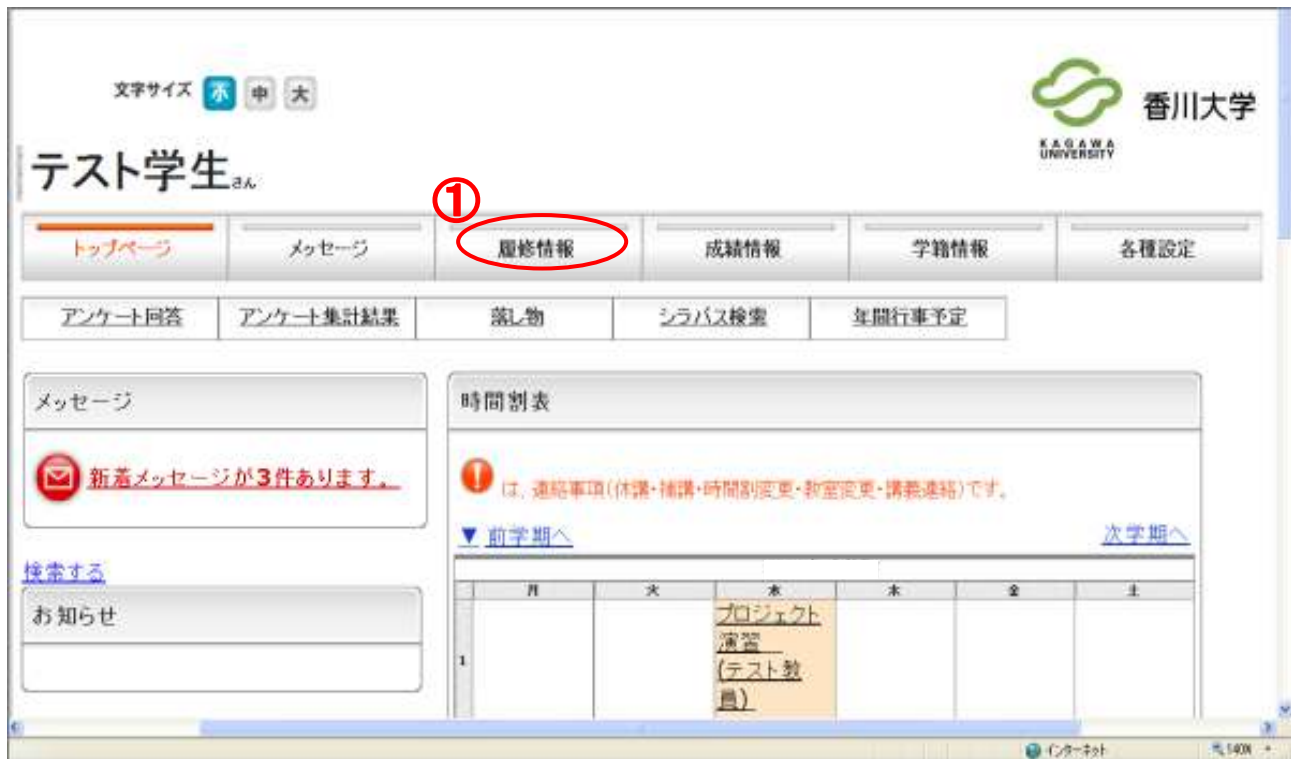 文字サイズ 小 中 大
香川大学
KAGAWA
UNIVERSITY
テスト学生さん
①
トップページ メッセージ 履修情報 成績情報 学籍情報 各種設定
アンケート回答 アンケート集計結果 落し物 シラバス検索 年間行事予定
メッセージ
新着メッセージが3件あります。
検索する
お知らせ
時間割表
は、連絡事項(休講・補講・時間割変更・教室変更・講義連絡)です。
▼ 前学期へ 次学期へ
月 火 水 木 金 土
1
プロジェクト
演習
(テスト教
員)
インターネット 140%